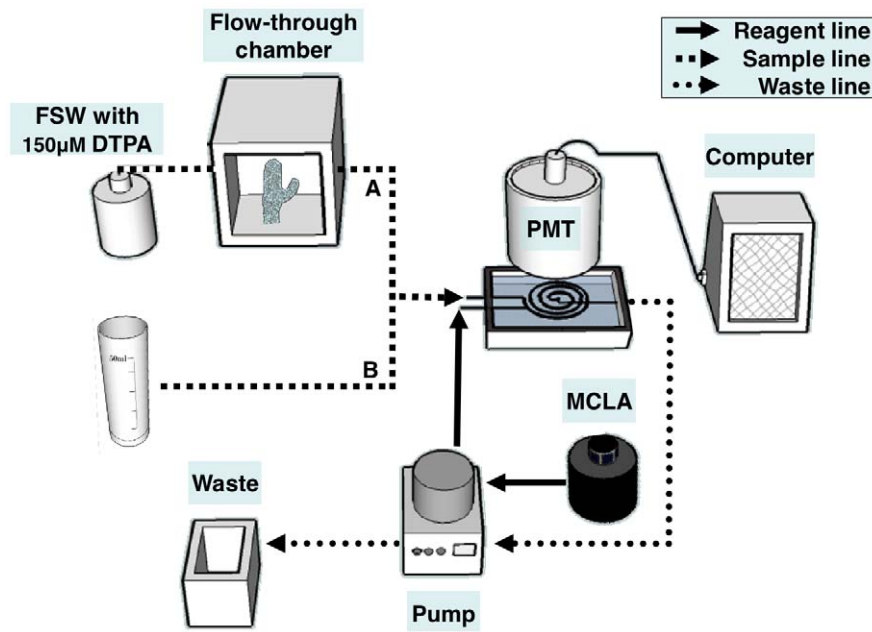 Flow-through
chamber
FSW with
150µM DTPA
Reagent line
Sample line
Waste line
Computer
PMT
A
50ml
B
MCLA
Waste
Pump